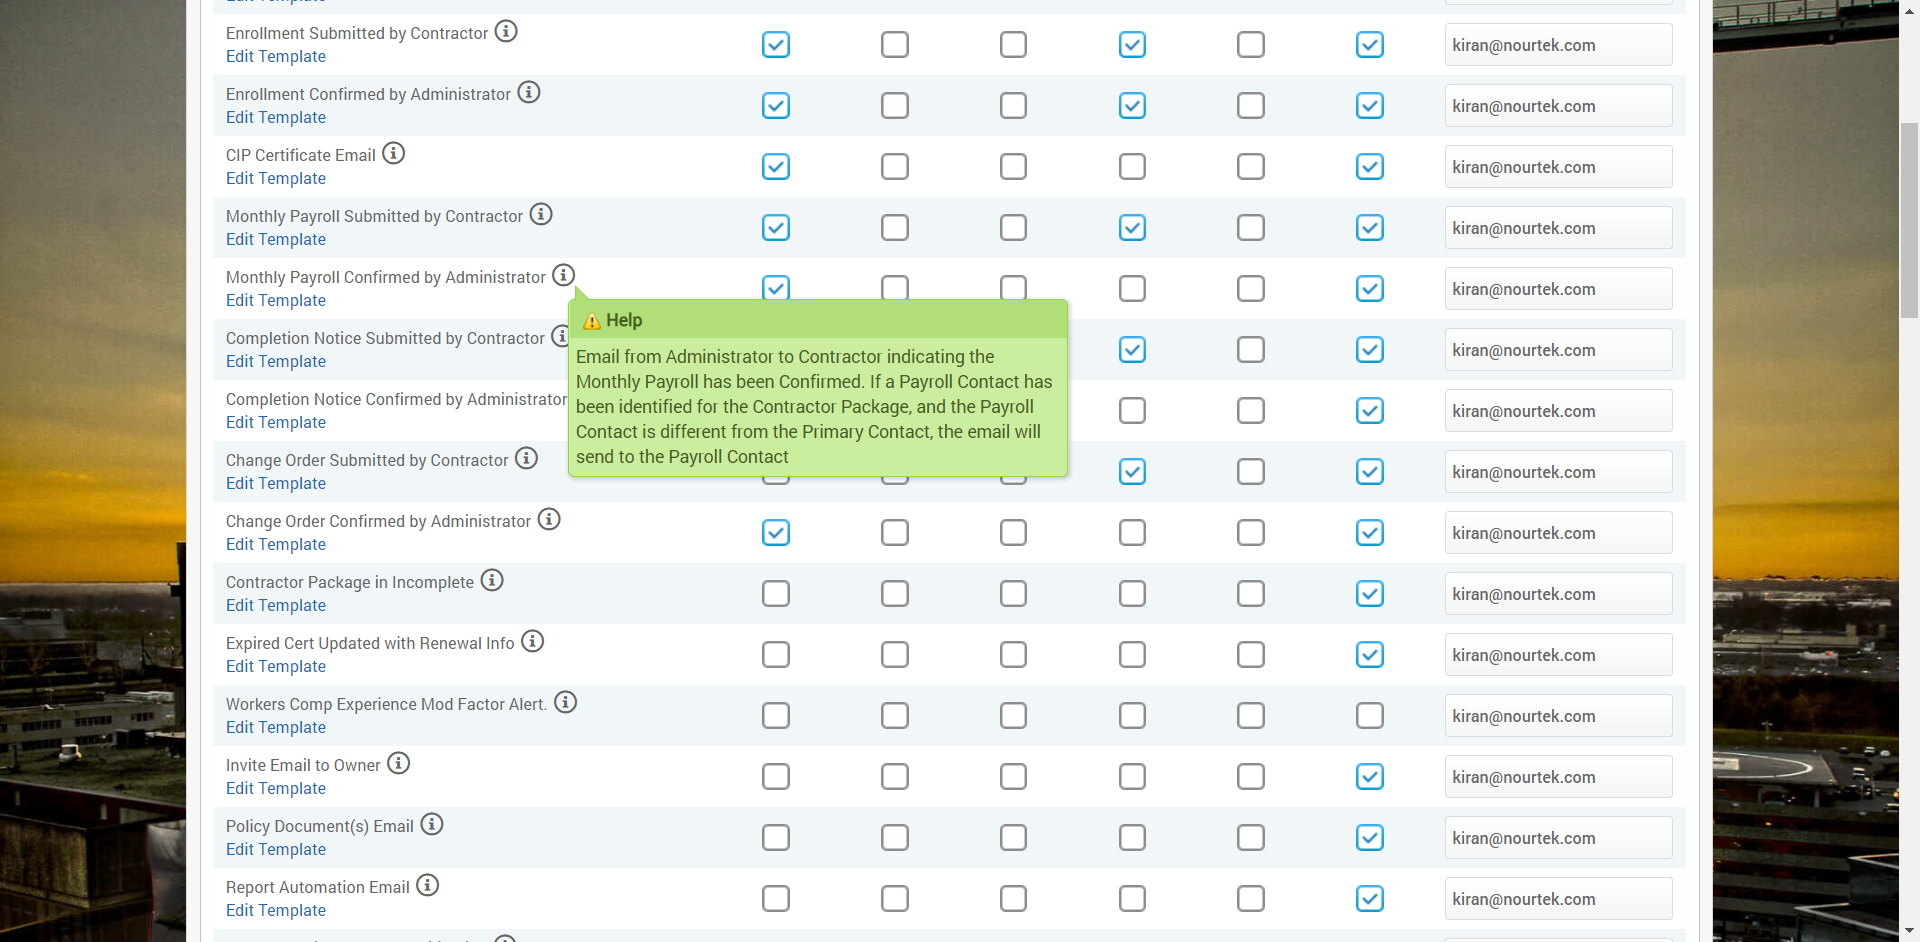 Edit Template
Enrollment Submitted by Contractor
Edit Template
kiran@nourtek.com
Enrollment Confirmed by Administrator
Edit Template
kiran@nourtek.com
CIP Certificate Email
Edit Template
kiran@nourtek.com
Monthly Payroll Submitted by Contractor
Edit Template
kiran@nourtek.com
Monthly Payroll Confirmed by Administrator
Edit Template
kiran@nourtek.com
Help
Email from Administrator to Contractor indicating the
Monthly Payroll has been Confirmed. If a Payroll Contact has
been identified for the Contractor Package, and the Payroll
Contact is different from the Primary Contact, the email will
send to the Payroll Contact
Completion Notice Submitted by Contractor
Edit Template
kiran@nourtek.com
Completion Notice Confirmed by Administrator
Edit Template
kiran@nourtek.com
Change Order Submitted by Contractor
Edit Template
kiran@nourtek.com
Change Order Confirmed by Administrator
Edit Template
kiran@nourtek.com
Contractor Package in Incomplete
Edit Template
kiran@nourtek.com
Expired Cert Updated with Renewal Info
Edit Template
kiran@nourtek.com
Workers Comp Experience Mod Factor Alert.
Edit Template
kiran@nourtek.com
Invite Email to Owner
Edit Template
kiran@nourtek.com
Policy Document(s) Email
Edit Template
kiran@nourtek.com
Report Automation Email
Edit Template
kiran@nourtek.com